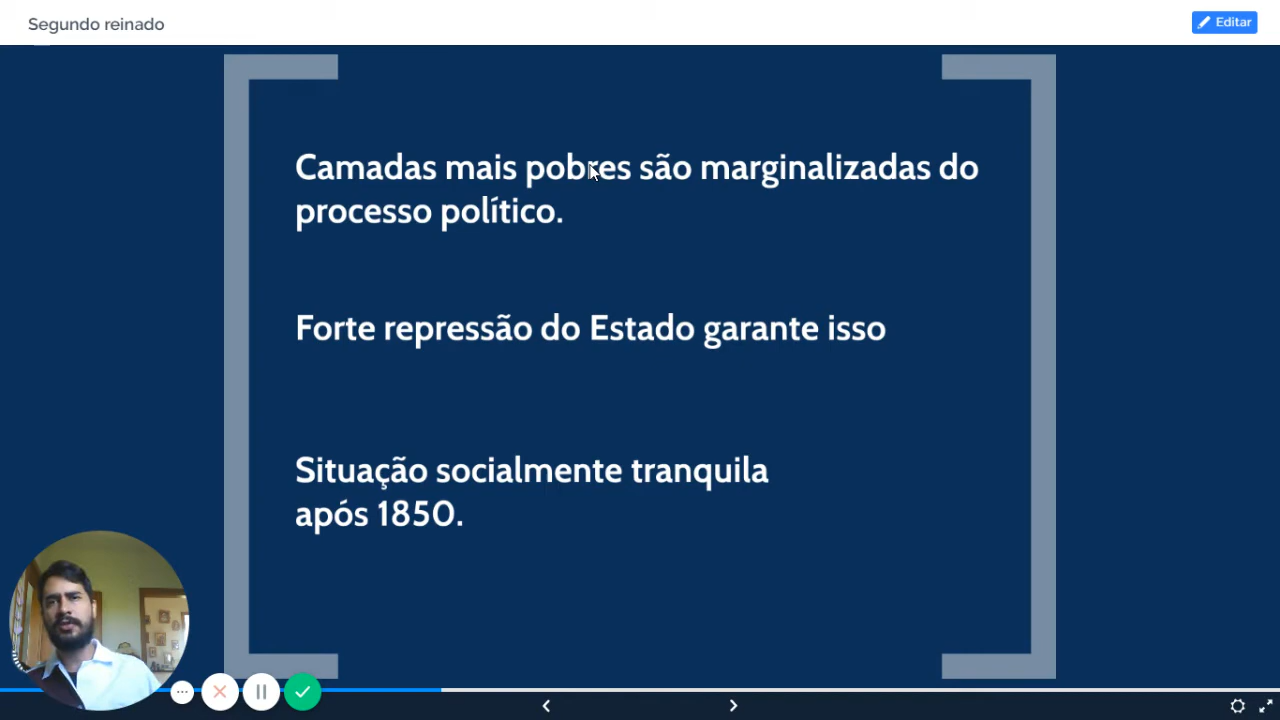 Segundo reinado
Editar
Camadas mais pobres são marginalizadas do
processo político.
Forte repressão do Estado garante isso
Situação socialmente tranquila
após 1850.